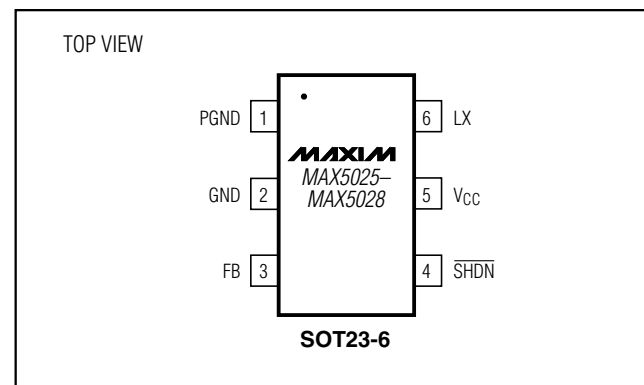 TOP VIEW
PGND 1
6 LX
MAXIM
MAX5025–
MAX5028
GND 2
5 VCC
FB 3
4 SHDN
SOT23-6